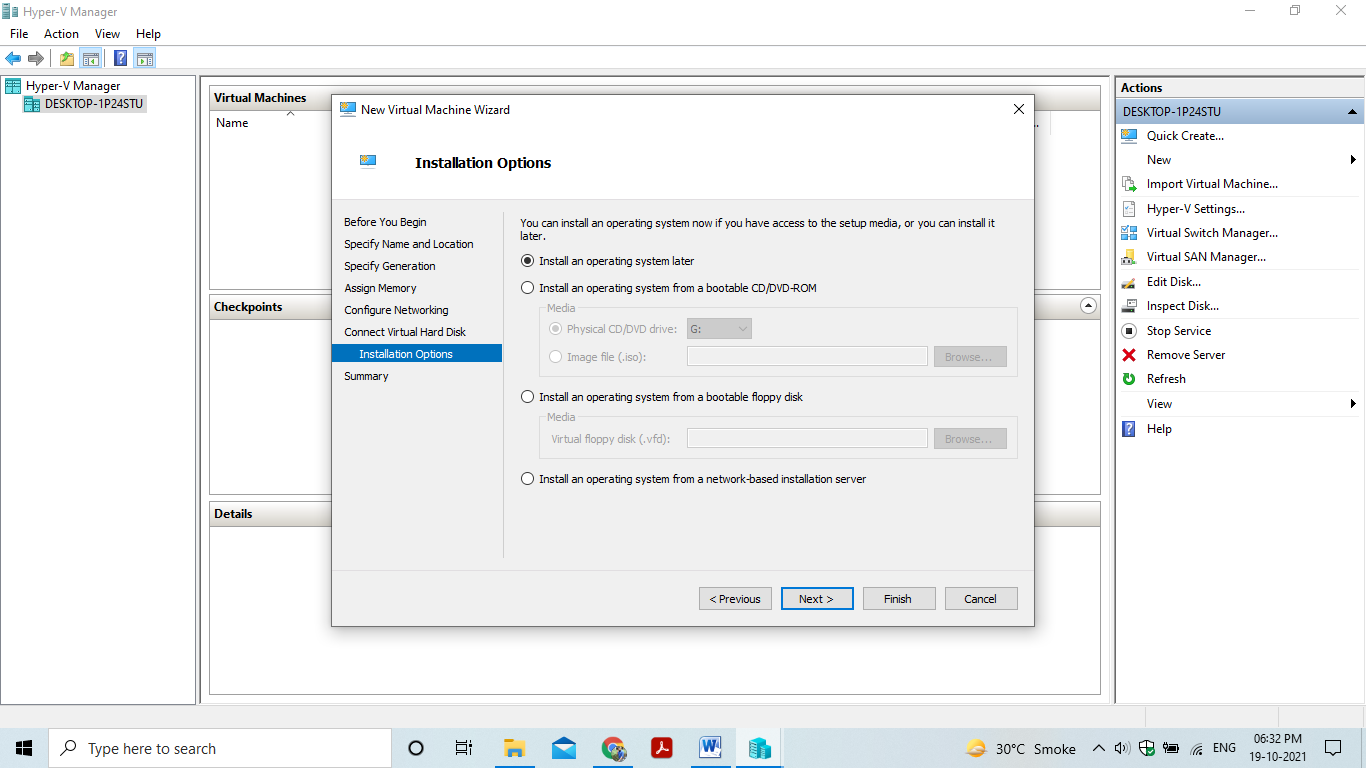 Hyper-V Manager
File Action View Help
Hyper-V Manager
DESKTOP-1P24STU
Virtual Machines
Name
..
Checkpoints
Details
New Virtual Machine Wizard
Installation Options
Before You Begin
Specify Name and Location
Specify Generation
Assign Memory
Configure Networking
Connect Virtual Hard Disk
Installation Options
Summary
You can install an operating system now if you have access to the setup media, or you can install it
later.
Install an operating system later
Install an operating system from a bootable CD/DVD-ROM
Media
Physical CD/DVD drive: G:
Image file (.iso): Browse...
Install an operating system from a bootable floppy disk
Media
Virtual floppy disk (.vfd): Browse...
Install an operating system from a network-based installation server
< Previous Next > Finish Cancel
Actions
DESKTOP-1P24STU
Quick Create...
New
Import Virtual Machine...
Hyper-V Settings...
Virtual Switch Manager...
Virtual SAN Manager...
Edit Disk...
Inspect Disk...
Stop Service
Remove Server
Refresh
View
Help
Type here to search
30°C Smoke
ENG
06:32 PM
19-10-2021